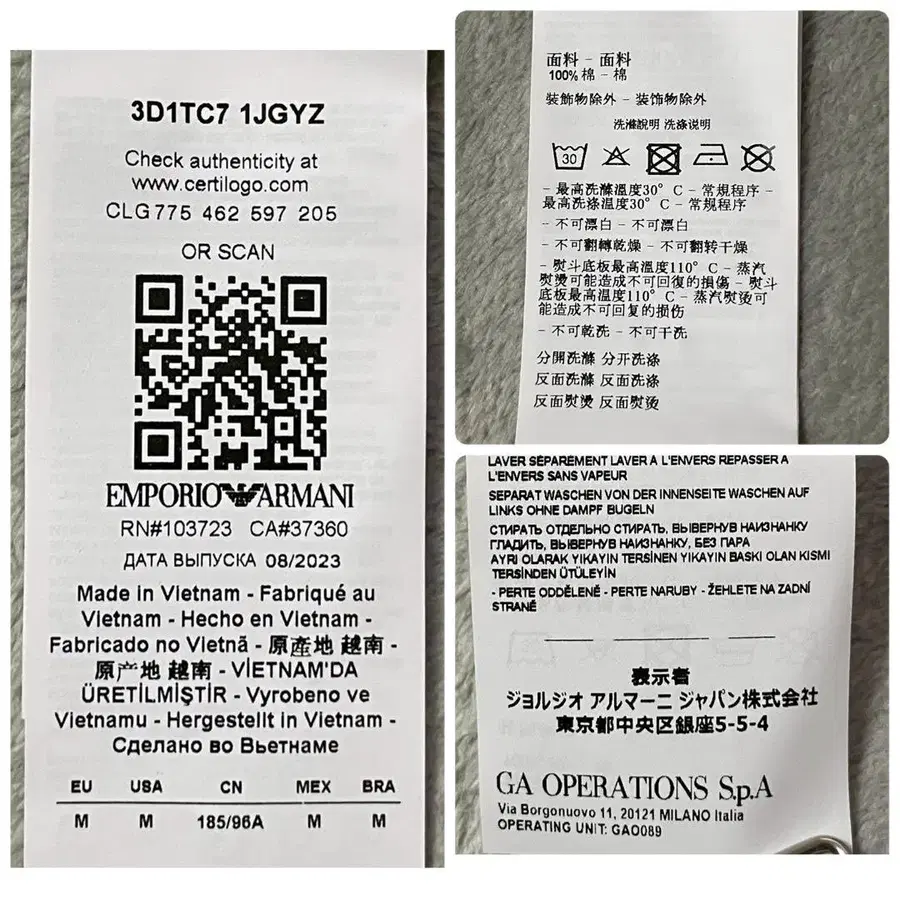 3D1TC7 1JGYZ
Check authenticity at
www.certilogo.com
CLG775 462 597 205
OR SCAN
EMPORIO ARMANI
RN#103723 CA#37360
ДАТА ВЫПУСКА 08/2023
Made in Vietnam - Fabriqué au
Vietnam - Hecho en Vietnam -
Fabricado no Vietnã - 原產地 越南 -
原产地 越南 - VİETNAM'DA
ÜRETİLMİŞTİR - Vyrobeno ve
Vietnamu - Hergestellt in Vietnam -
Сделано во Вьетнаме
EU USA CN MEX BRA
M M 185/96A M M
面料 - 面料
100% 棉 - 棉
裝飾物除外 - 装饰物除外
洗滌說明 洗涤说明
30
- 最高洗滌溫度30° C - 常規程序 -
最高洗涤温度30° C - 常规程序
- 不可漂白 - 不可漂白
- 不可翻轉乾燥 - 不可翻转干燥
- 熨斗底板最高溫度110° C - 蒸汽
熨燙可能造成不可回復的損傷 - 熨斗
底板最高温度110° C - 蒸汽熨烫可
能造成不可回复的损伤
- 不可乾洗 - 不可干洗
分開洗滌 分开洗涤
反面洗滌 反面洗涤
反面熨燙 反面熨烫
LAVER SÉPARÉMENT LAVER À L'ENVERS REPASSER À
L'ENVERS SANS VAPEUR
SEPARAT WASCHEN VON DER INNENSEITE WASCHEN AUF
LINKS OHNE DAMPF BÜGELN
СТИРАТЬ ОТДЕЛЬНО СТИРАТЬ, ВЫВЕРНУВ НАИЗНАНКУ
ГЛАДИТЬ, ВЫВЕРНУВ НАИЗНАНКУ, БЕЗ ПАРА
AYRI OLARAK YIKAYIN TERSİNEN YIKAYIN BASKI OLAN KISMI
TERSİNDEN ÜTÜLEYİN
- PERTE ODDĚLENĚ - PERTE NARUBY - ŽEHLETE NA ZADNÍ
STRANĚ
表示者
ジョルジオ アルマーニ ジャパン株式会社
東京都中央区銀座5-5-4
GA OPERATIONS S.p.A
Via Borgonuovo 11, 20121 MILANO Italia
OPERATING UNIT: GAO089